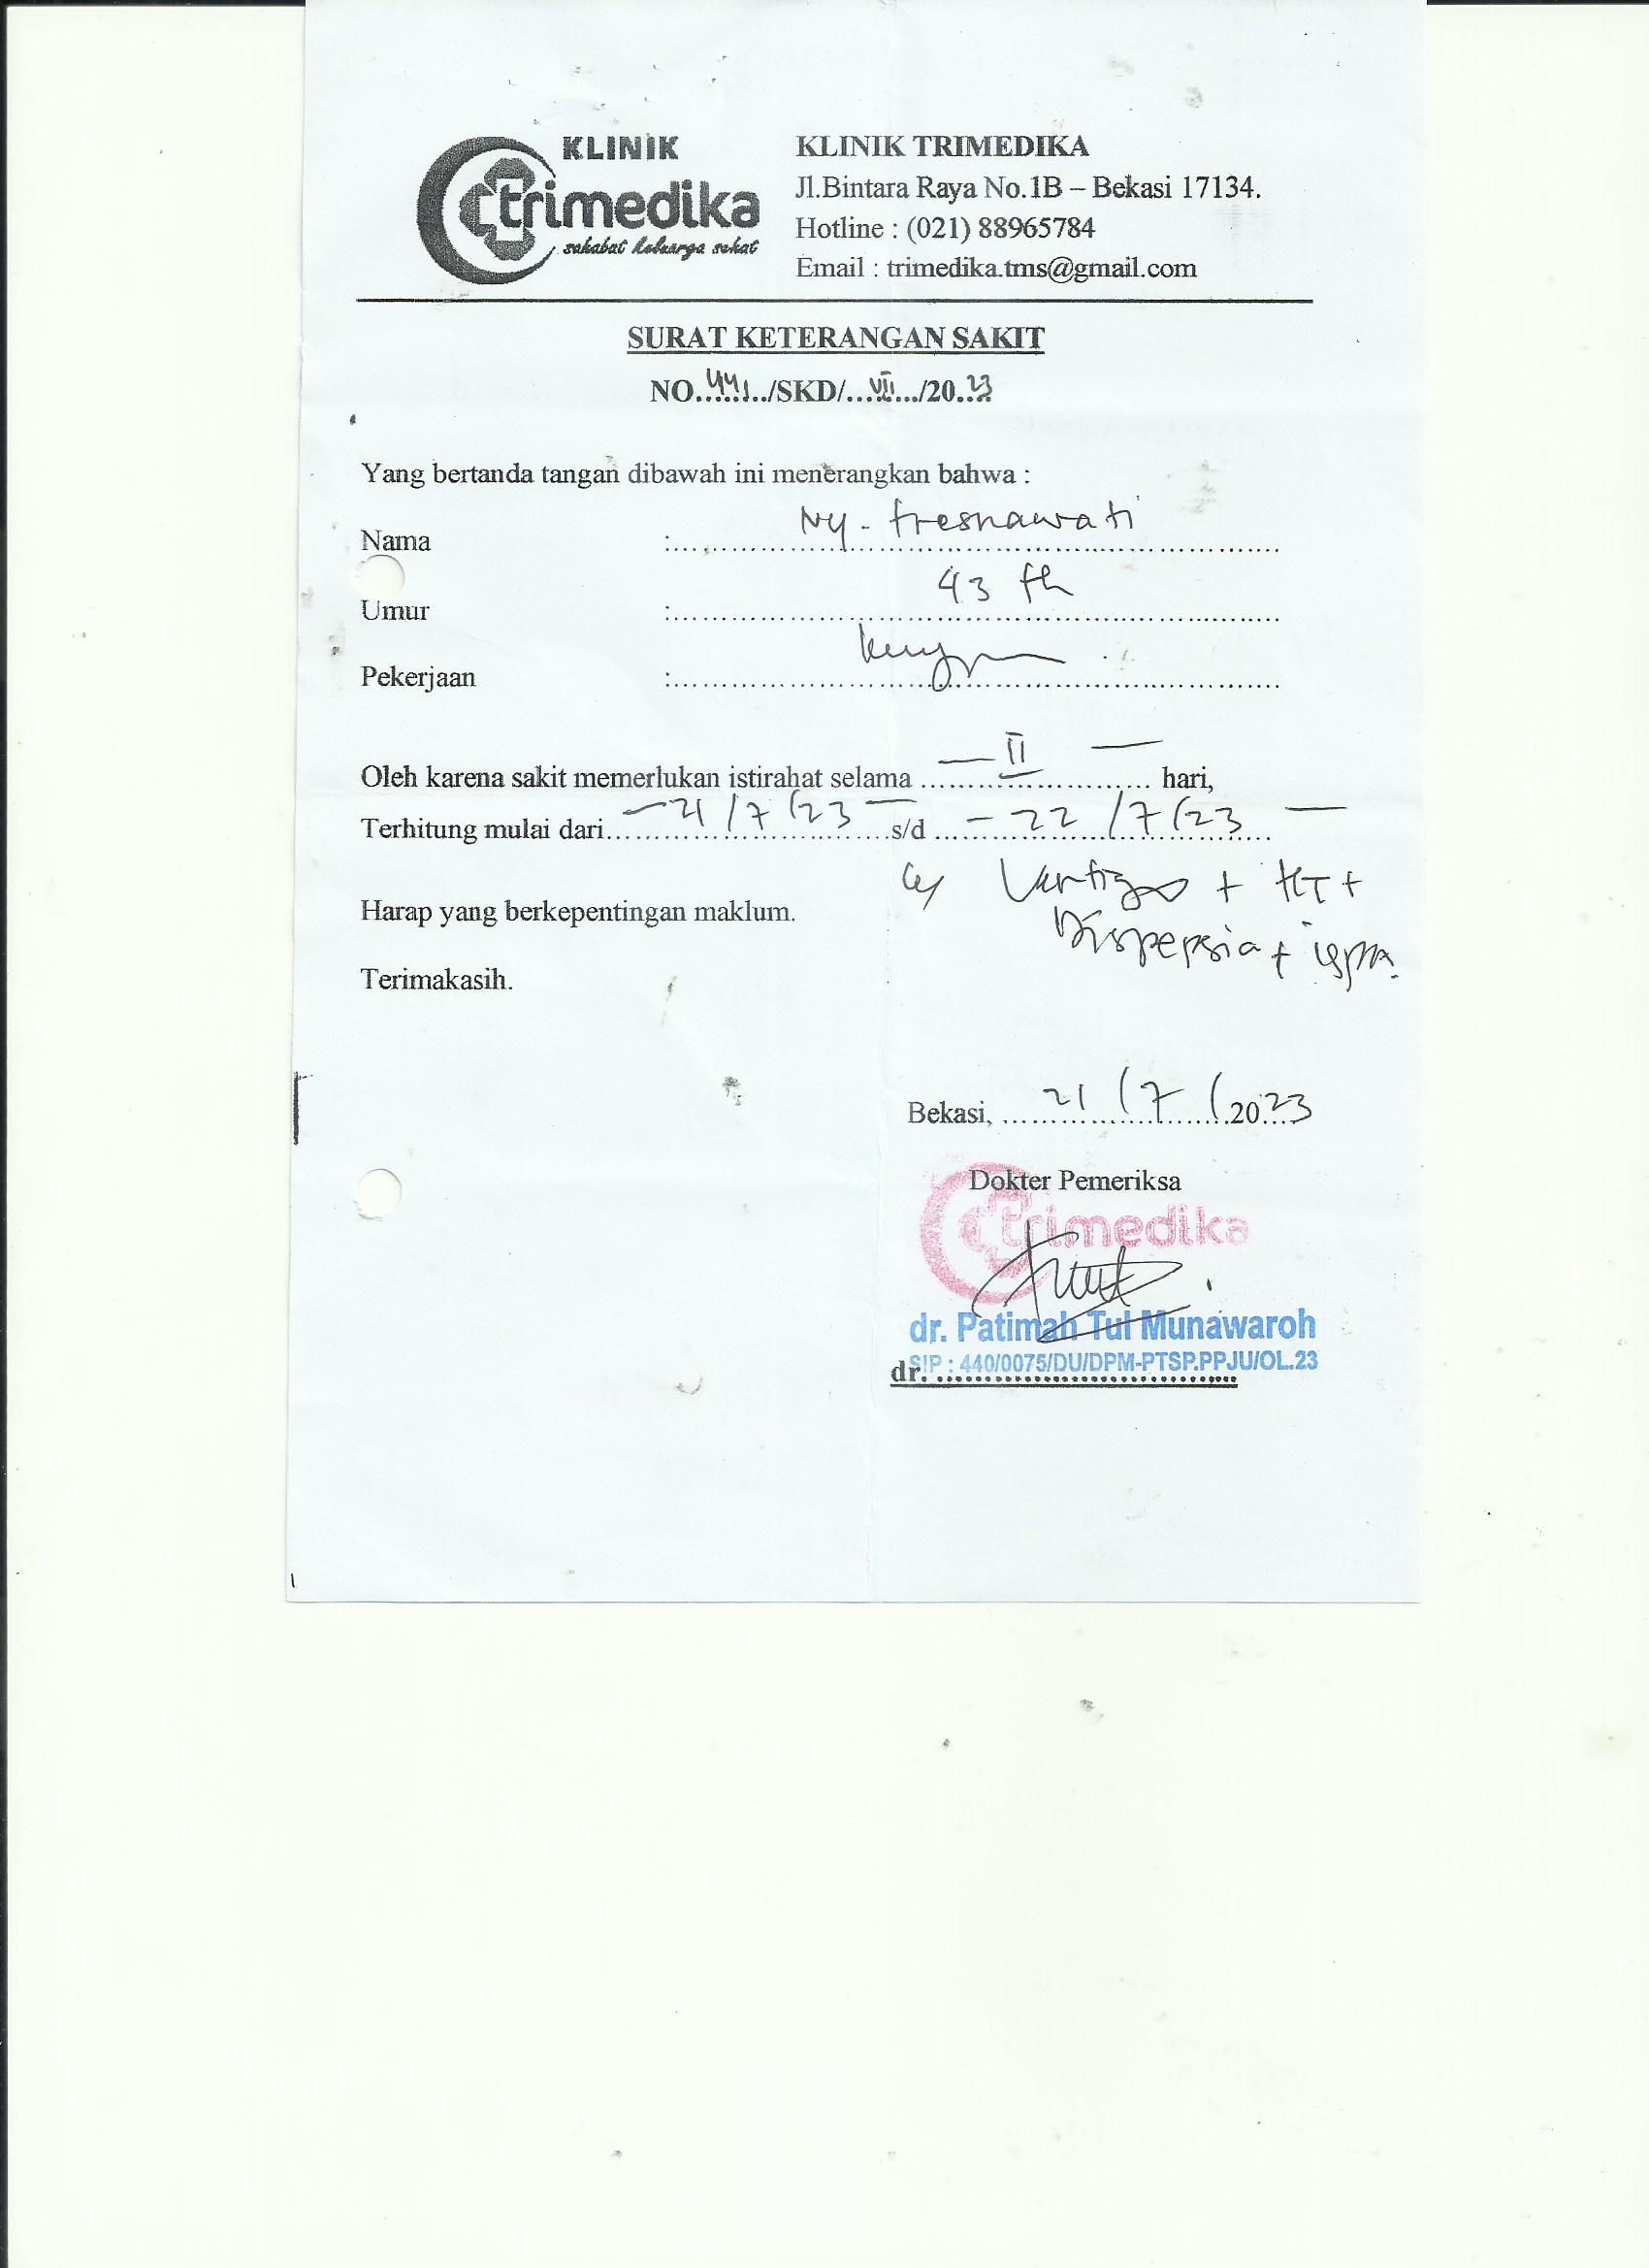 KLINIK
trimedika
sahabat keluarga sehat
KLINIK TRIMEDIKA
Jl.Bintara Raya No.1B – Bekasi 17134.
Hotline : (021) 88965784
Email : trimedika.tms@gmail.com
SURAT KETERANGAN SAKIT
NO.441../SKD/...VII.../20..23
Yang bertanda tangan dibawah ini menerangkan bahwa :
Nama : Ny. Fresnawati
Umur : 43 th
Pekerjaan :
Oleh karena sakit memerlukan istirahat selama — II — hari,
Terhitung mulai dari — 21/7/23 — s/d – 22/7/23 —
Vertigo + HT +
Harap yang berkepentingan maklum.
Dispepsia + ispa.
Terimakasih.
Bekasi, 21/7/2023
Dokter Pemeriksa
trimedika
dr. Patimah Tul Munawaroh
SIP : 440/0075/DU/DPM-PTSP.PPJU/OL.23
dr. ................................